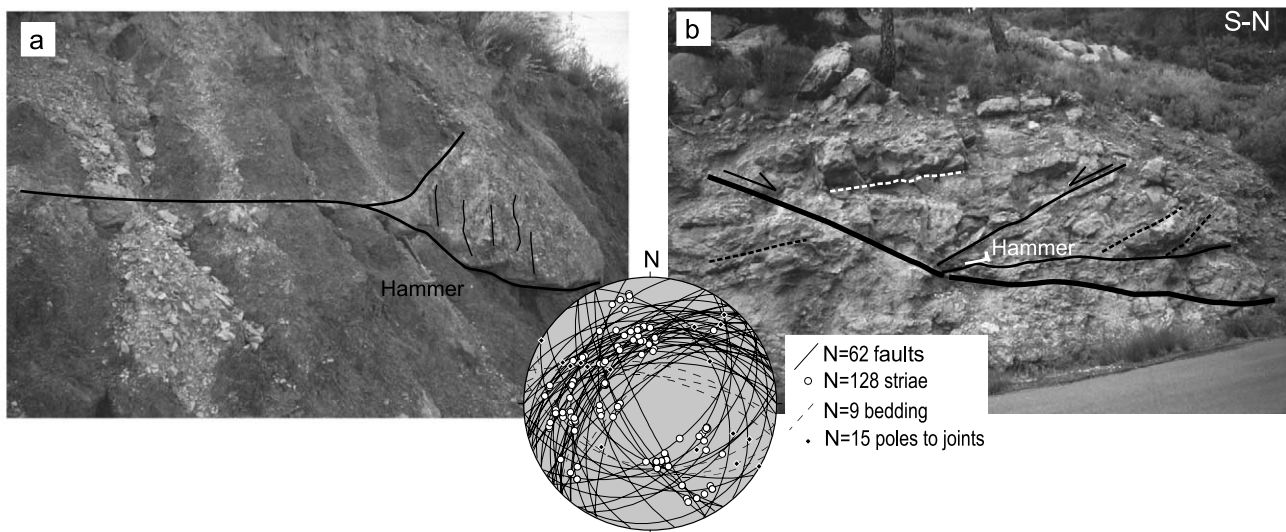 a
b
S-N
Hammer
Hammer
N
N=62 faults
N=128 striae
N=9 bedding
N=15 poles to joints